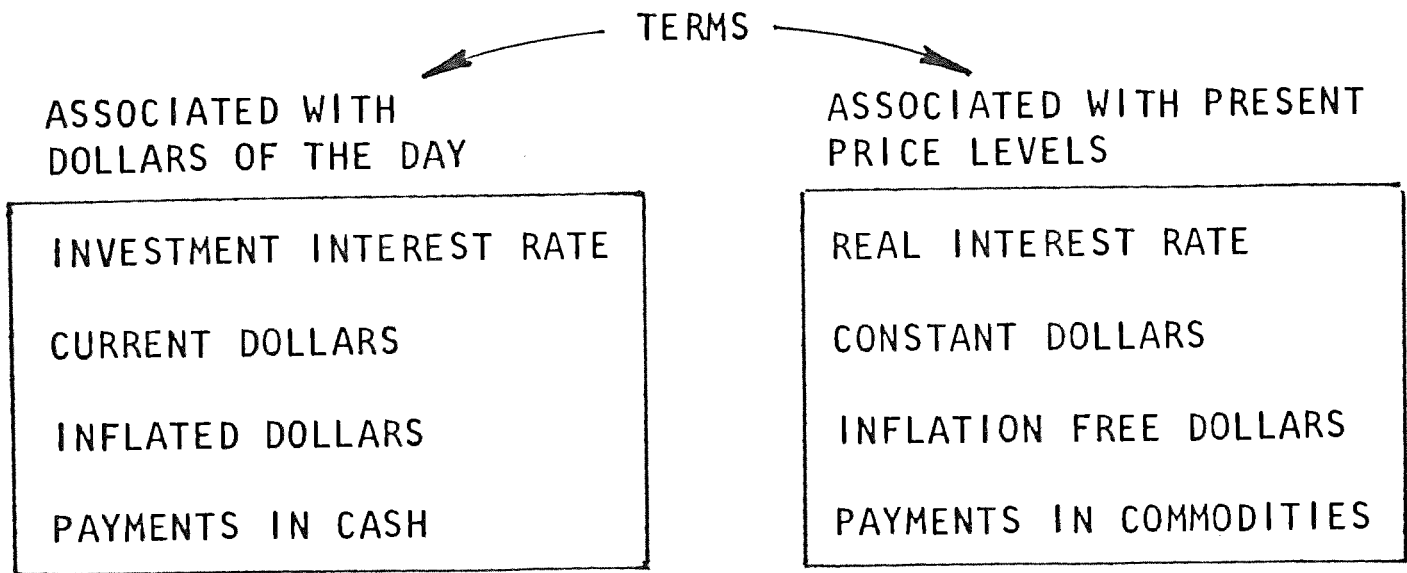 TERMS
ASSOCIATED WITH
DOLLARS OF THE DAY
INVESTMENT INTEREST RATE
CURRENT DOLLARS
INFLATED DOLLARS
PAYMENTS IN CASH
ASSOCIATED WITH PRESENT
PRICE LEVELS
REAL INTEREST RATE
CONSTANT DOLLARS
INFLATION FREE DOLLARS
PAYMENTS IN COMMODITIES